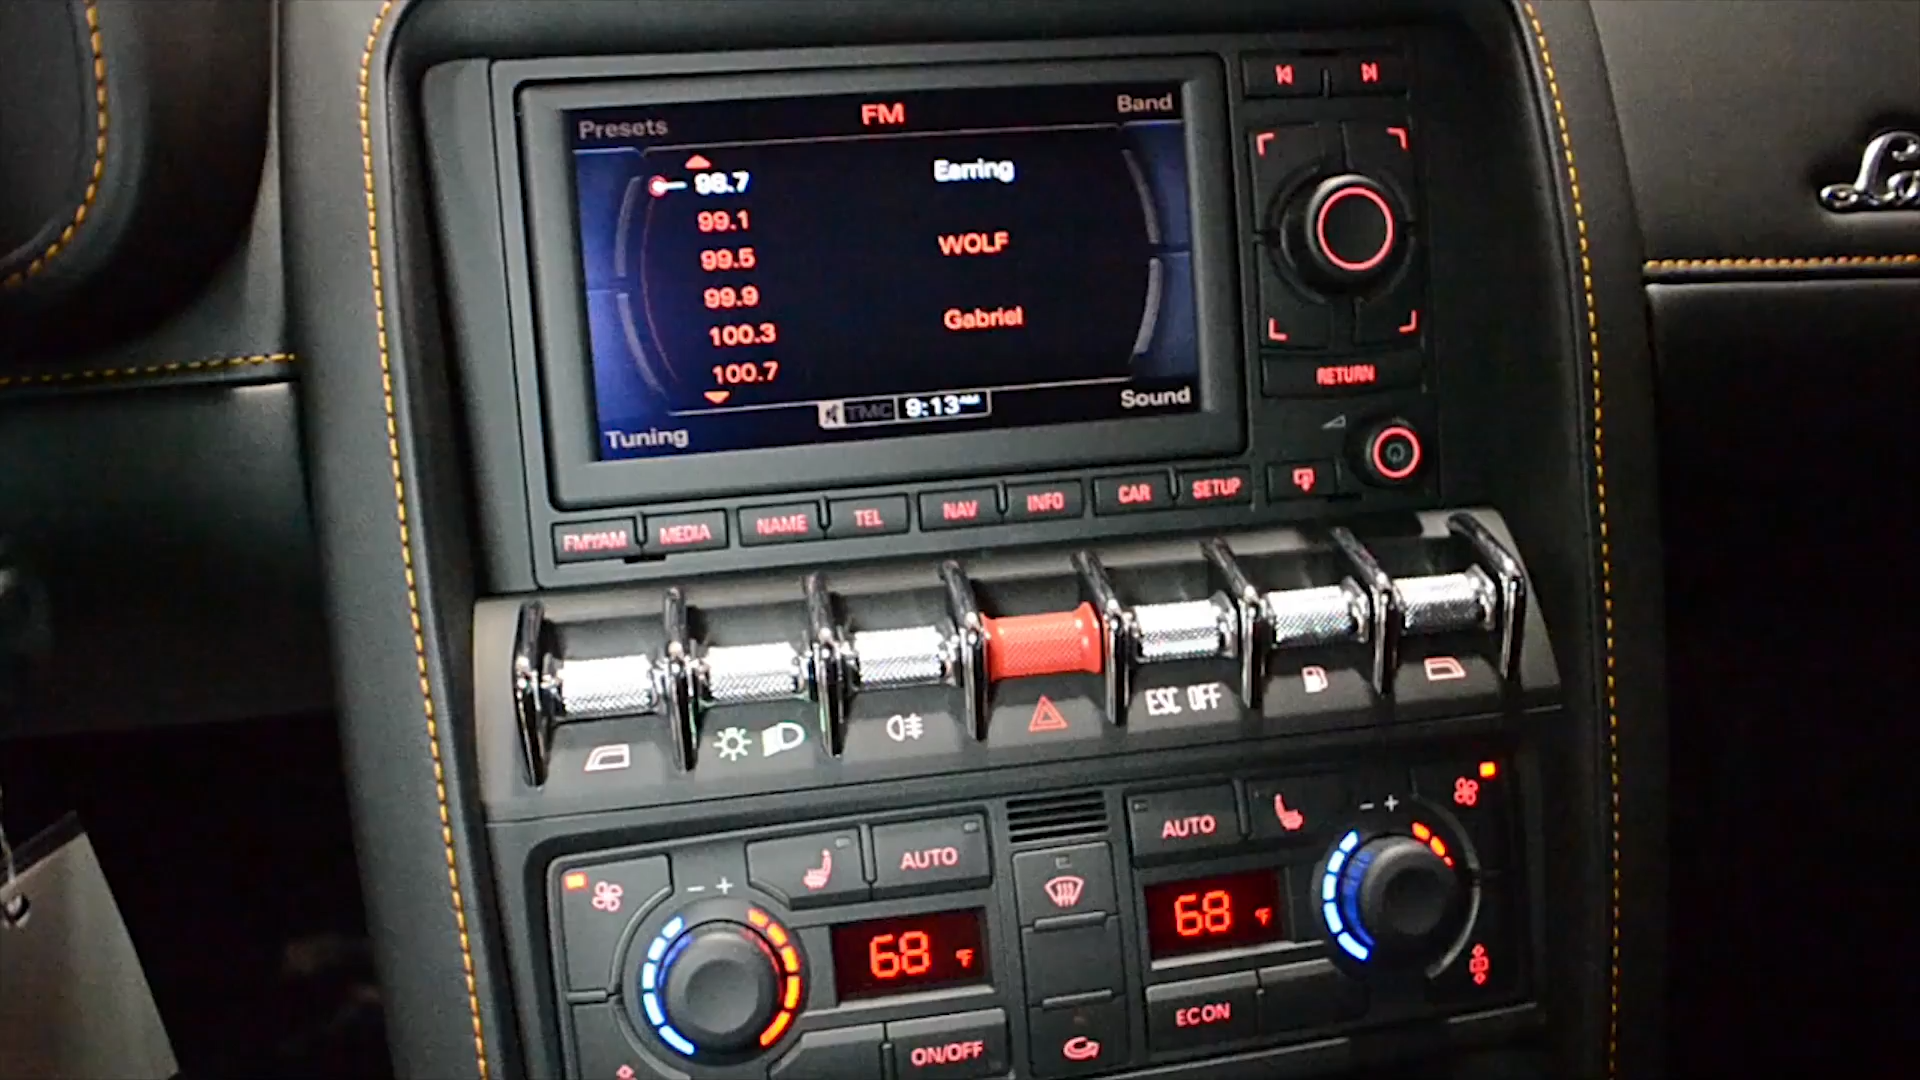 Presets FM Band
98.7 Earring
99.1
99.5 WOLF
99.9
100.3 Gabriel
100.7
Tuning TMC 9:13AM Sound
RETURN
FM/AM MEDIA NAME TEL NAV INFO CAR SETUP
ESC OFF
AUTO AUTO
- + - +
68 °F 68 °F
ON/OFF ECON